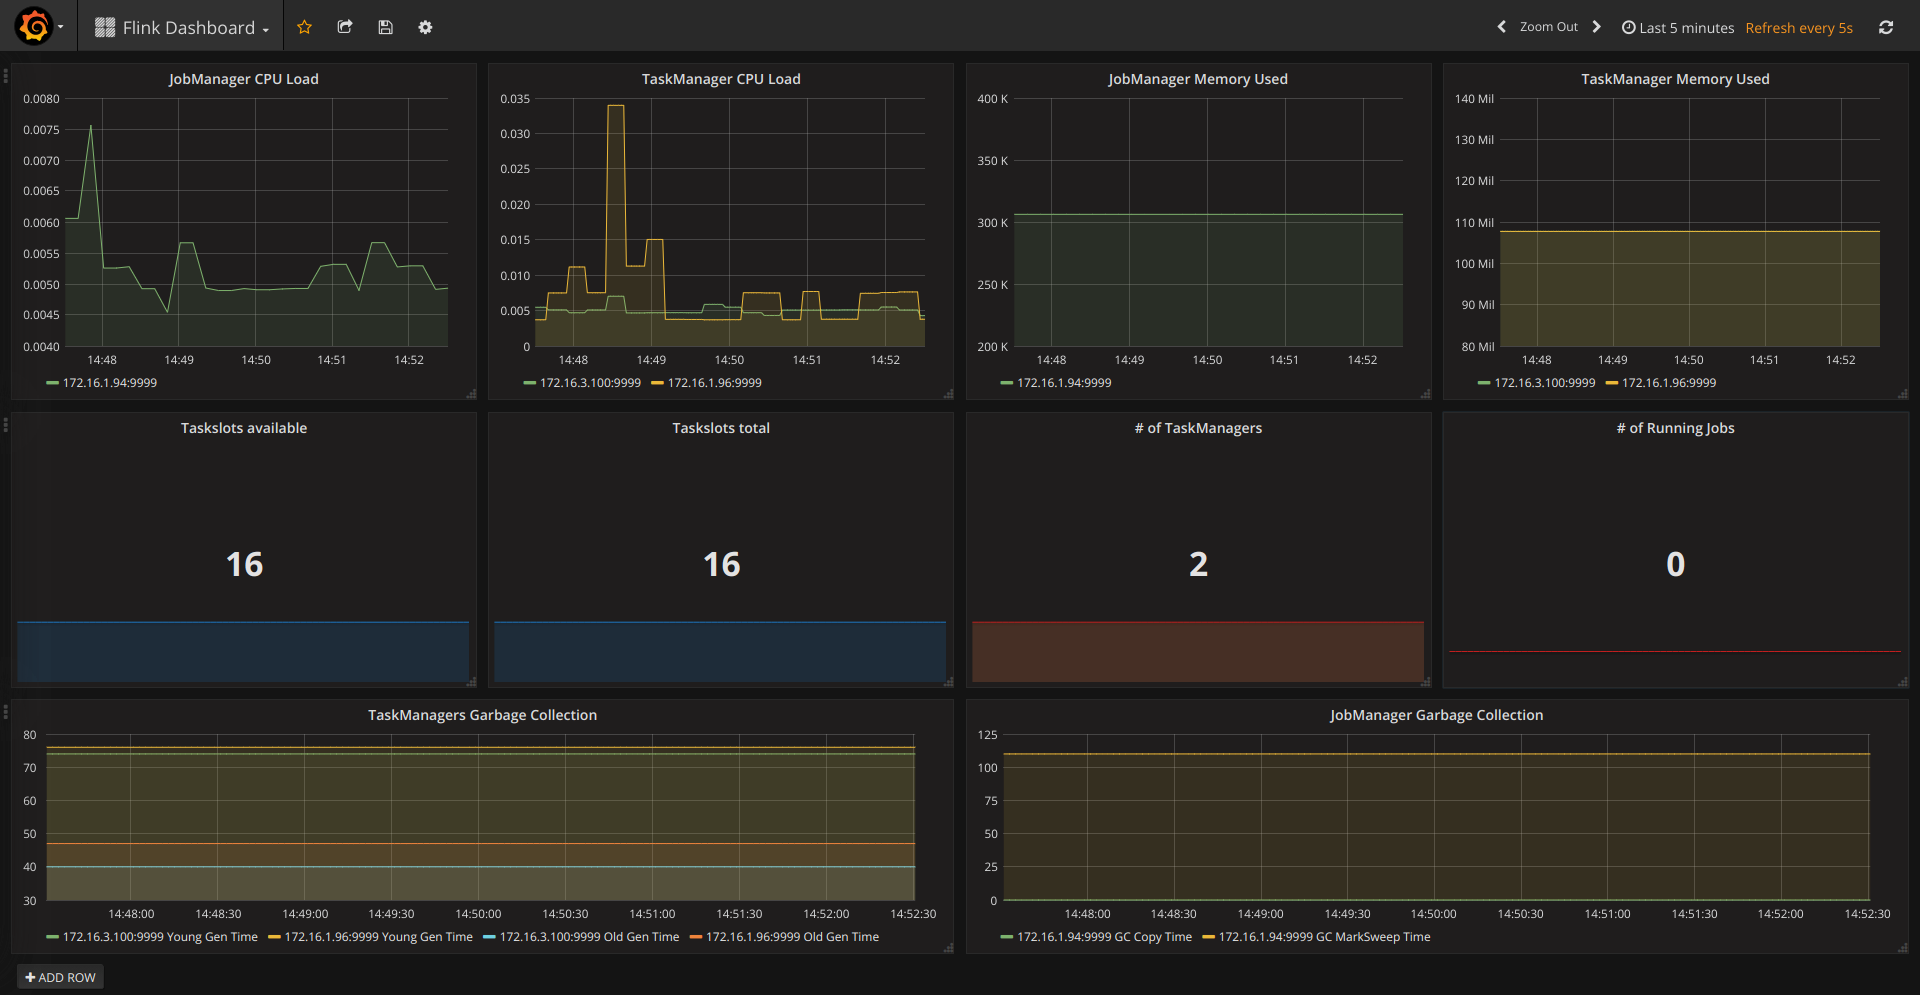 Flink Dashboard
Zoom Out
Last 5 minutes
Refresh every 5s
JobManager CPU Load
0.0080
0.0075
0.0070
0.0065
0.0060
0.0055
0.0050
0.0045
0.0040
14:48 14:49 14:50 14:51 14:52
172.16.1.94:9999
TaskManager CPU Load
0.035
0.030
0.025
0.020
0.015
0.010
0.005
0
14:48 14:49 14:50 14:51 14:52
172.16.3.100:9999 172.16.1.96:9999
JobManager Memory Used
400 K
350 K
300 K
250 K
200 K
14:48 14:49 14:50 14:51 14:52
172.16.1.94:9999
TaskManager Memory Used
140 Mil
130 Mil
120 Mil
110 Mil
100 Mil
90 Mil
80 Mil
14:48 14:49 14:50 14:51 14:52
172.16.3.100:9999 172.16.1.96:9999
Taskslots available
16
Taskslots total
16
# of TaskManagers
2
# of Running Jobs
0
TaskManagers Garbage Collection
80
70
60
50
40
30
14:48:00 14:48:30 14:49:00 14:49:30 14:50:00 14:50:30 14:51:00 14:51:30 14:52:00 14:52:30
172.16.3.100:9999 Young Gen Time 172.16.1.96:9999 Young Gen Time 172.16.3.100:9999 Old Gen Time 172.16.1.96:9999 Old Gen Time
JobManager Garbage Collection
125
100
75
50
25
0
14:48:00 14:48:30 14:49:00 14:49:30 14:50:00 14:50:30 14:51:00 14:51:30 14:52:00 14:52:30
172.16.1.94:9999 GC Copy Time 172.16.1.94:9999 GC MarkSweep Time
+ ADD ROW